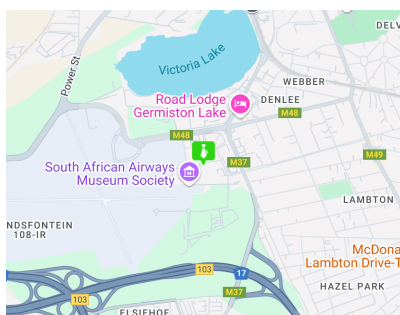 DELV
Power St
Victoria Lake
WEBBER
Road Lodge
Germiston Lake
DENLEE
M48
M48
M37
M49
South African Airways
Museum Society
LAMBTON
NDSFONTEIN
108-IR
McDona
Lambton Drive-T
103
17
HAZEL PARK
M37
103
ELSIEHOF